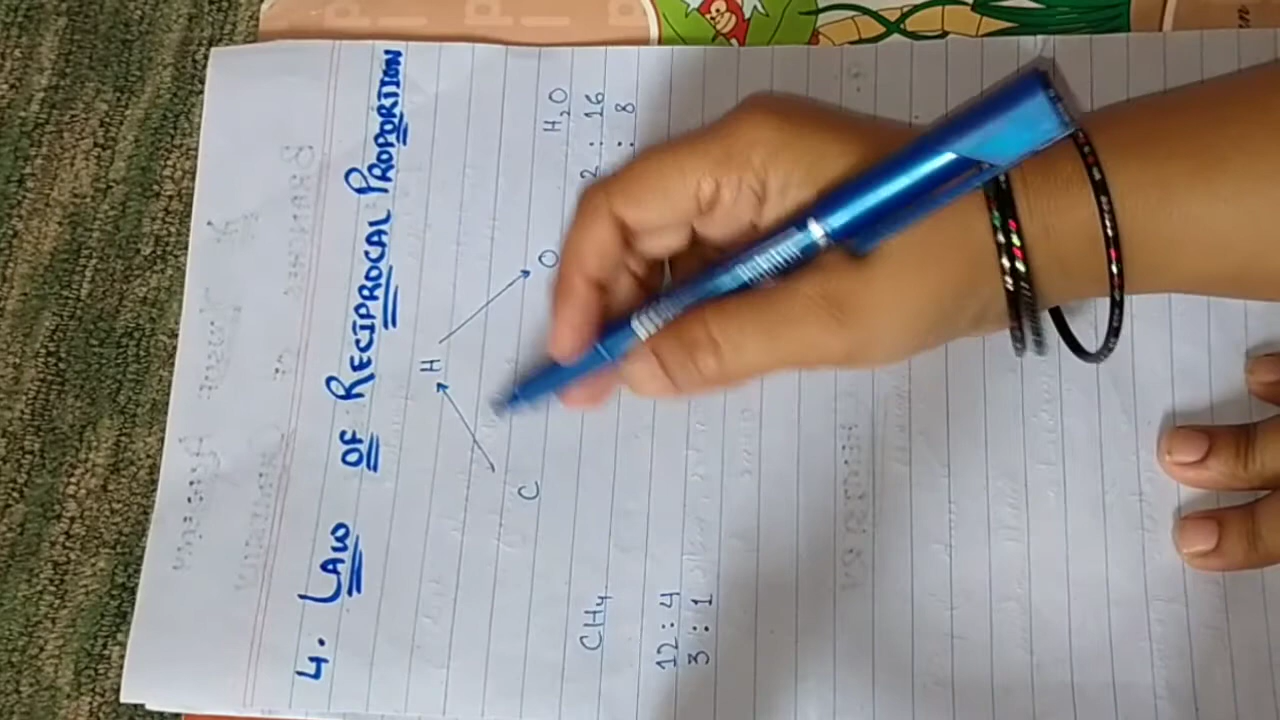 4. LAW OF RECIPROCAL PROPORTION
H
C O
CH4 H2O
12 : 4 2 : 16
3 : 1 : 8